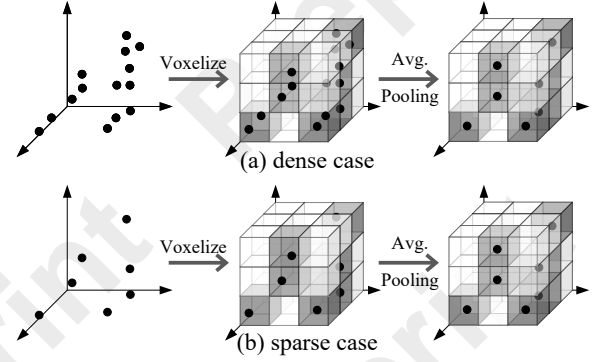 Voxelize
Avg.
Pooling
(a) dense case
Voxelize
Avg.
Pooling
(b) sparse case